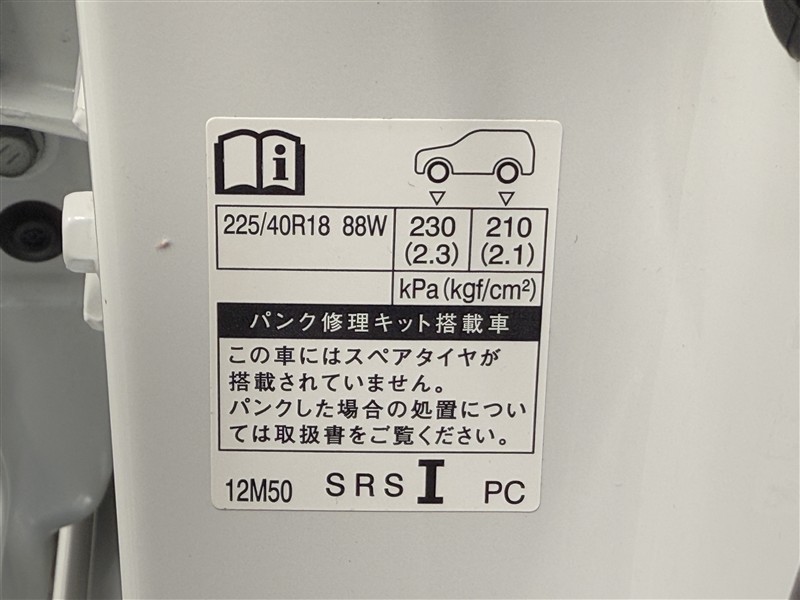 225/40R18 88W 230 210
(2.3) (2.1)
kPa(kgf/cm²)
パンク修理キット搭載車
この車にはスペアタイヤが
搭載されていません。
パンクした場合の処置につい
ては取扱書をご覧ください。
12M50 SRS I PC